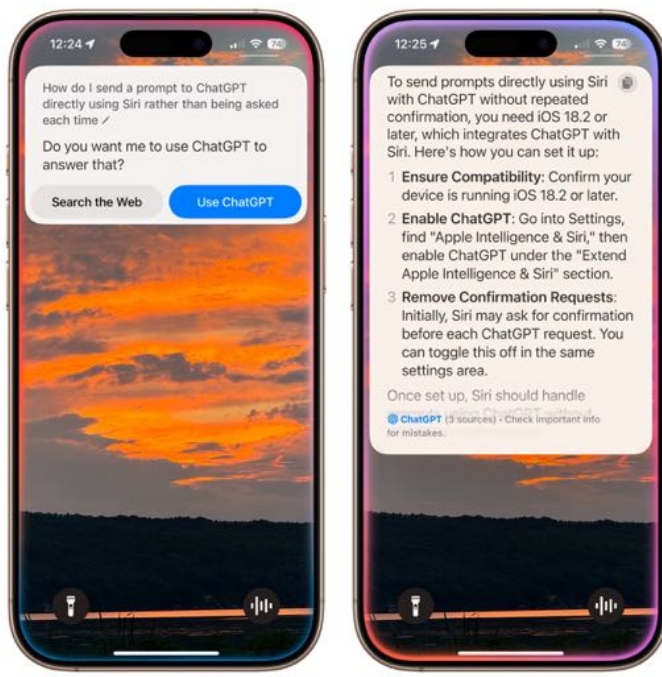 12:24
74
How do I send a prompt to ChatGPT
directly using Siri rather than being asked
each time
Do you want me to use ChatGPT to
answer that?
Search the Web
Use ChatGPT
12:25
74
To send prompts directly using Siri
with ChatGPT without repeated
confirmation, you need iOS 18.2 or
later, which integrates ChatGPT with
Siri. Here's how you can set it up:
1 Ensure Compatibility: Confirm your
device is running iOS 18.2 or later.
2 Enable ChatGPT: Go into Settings,
find "Apple Intelligence & Siri," then
enable ChatGPT under the "Extend
Apple Intelligence & Siri" section.
3 Remove Confirmation Requests:
Initially, Siri may ask for confirmation
before each ChatGPT request. You
can toggle this off in the same
settings area.
Once set up, Siri should handle
ChatGPT (3 sources) • Check important info
for mistakes.